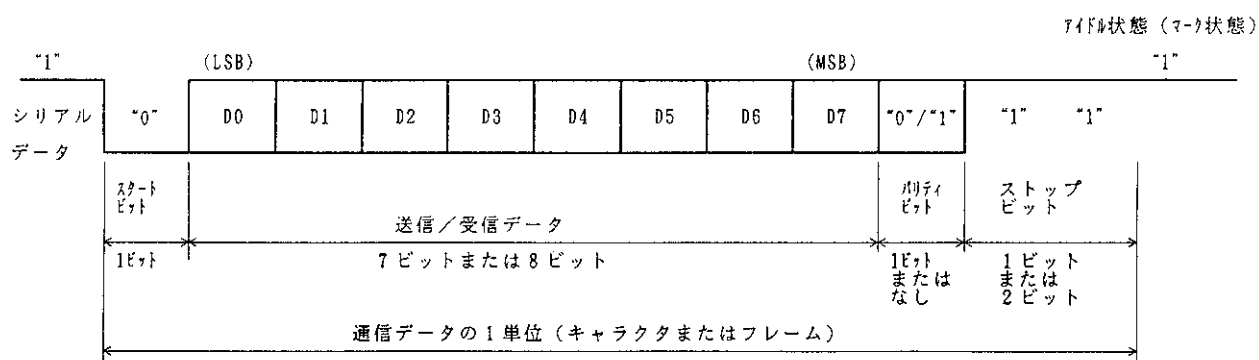 アイドル状態（マーク状態）
“1” (LSB) (MSB) “1”
シリアル “0” D0 D1 D2 D3 D4 D5 D6 D7 “0”/“1” “1” “1”
データ
スタート
ビット
送信／受信データ
パリティ
ビット
ストップ
ビット
1ビット
7ビットまたは8ビット
1ビット
または
なし
1ビット
または
2ビット
通信データの1単位（キャラクタまたはフレーム）